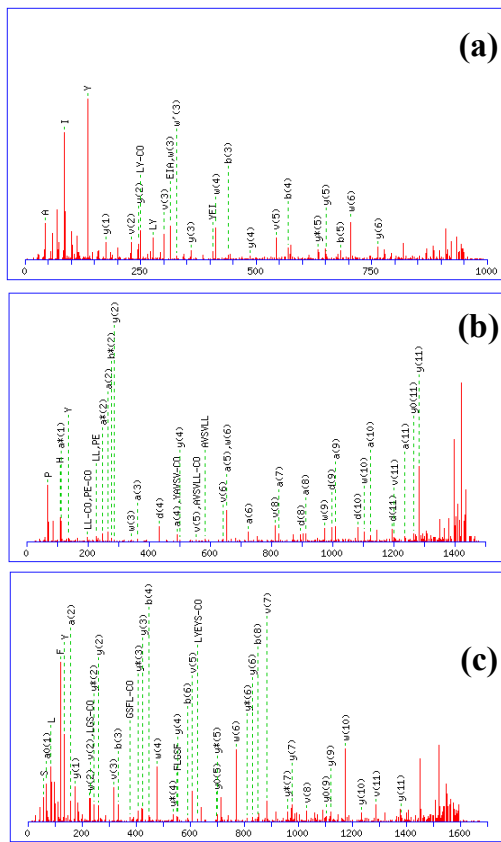 (a)
A
I
Y
y(1)
v(2)
y(2)
LY-CO
LY
v(3)
EIA,w(3)
w'(3)
y(3)
YEI
w(4)
b(3)
y(4)
v(5)
b(4)
y*(5)
y(5)
b(5)
w(6)
y(6)
0 250 500 750 1000
(b)
P
H
a*(1)
Y
LL-CO,PE-CO
LL,PE
a*(2)
a(2)
b*(2)
y(2)
w(3)
a(3)
d(4)
a(4),YAVSV-CO
y(4)
v(5),AVSVLL-CO
AVSVLL
v(6)
a(5),w(6)
a(6)
v(8)
a(7)
d(8)
a(8)
w(9)
d(9)
a(9)
d(10)
w(10)
a(10)
d(11)
v(11)
a(11)
yO(11)
y(11)
0 200 400 600 800 1000 1200 1400
(c)
S
aO(1)
L
F
Y
a(2)
y(1)
w(2)
v(2),LGS-CO
y*(2)
y(2)
v(3)
b(3)
GSFL-CO
y*(3)
y(3)
b(4)
w(4)
y*(4)
FLGSF
y(4)
b(6)
v(5)
LYEYS-CO
yO(5)
y*(5)
w(6)
y*(6)
y(6)
b(8)
v(7)
y*(7)
y(7)
v(8)
yO(9)
y(9)
w(10)
y(10)
v(11)
y(11)
0 200 400 600 800 1000 1200 1400 1600